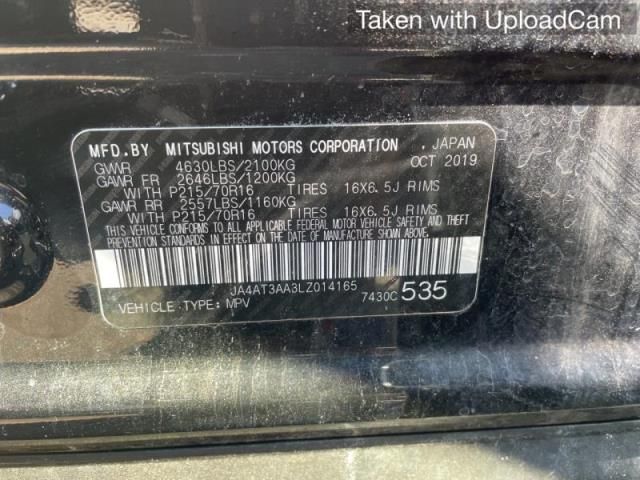 Taken with UploadCam
MFD.BY MITSUBISHI MOTORS CORPORATION , JAPAN
GVWR 4630LBS/2100KG OCT 2019
GAWR FR 2646LBS/1200KG
WITH P215/70R16 TIRES 16X6.5J RIMS
GAWR RR 2557LBS/1160KG
WITH P215/70R16 TIRES 16X6.5J RIMS
THIS VEHICLE CONFORMS TO ALL APPLICABLE FEDERAL MOTOR VEHICLE SAFETY AND THEFT
PREVENTION STANDARDS IN EFFECT ON THE DATE OF MANUFACTURE SHOWN ABOVE.
JA4AT3AA3LZ014165
VEHICLE TYPE: MPV 7430C 535